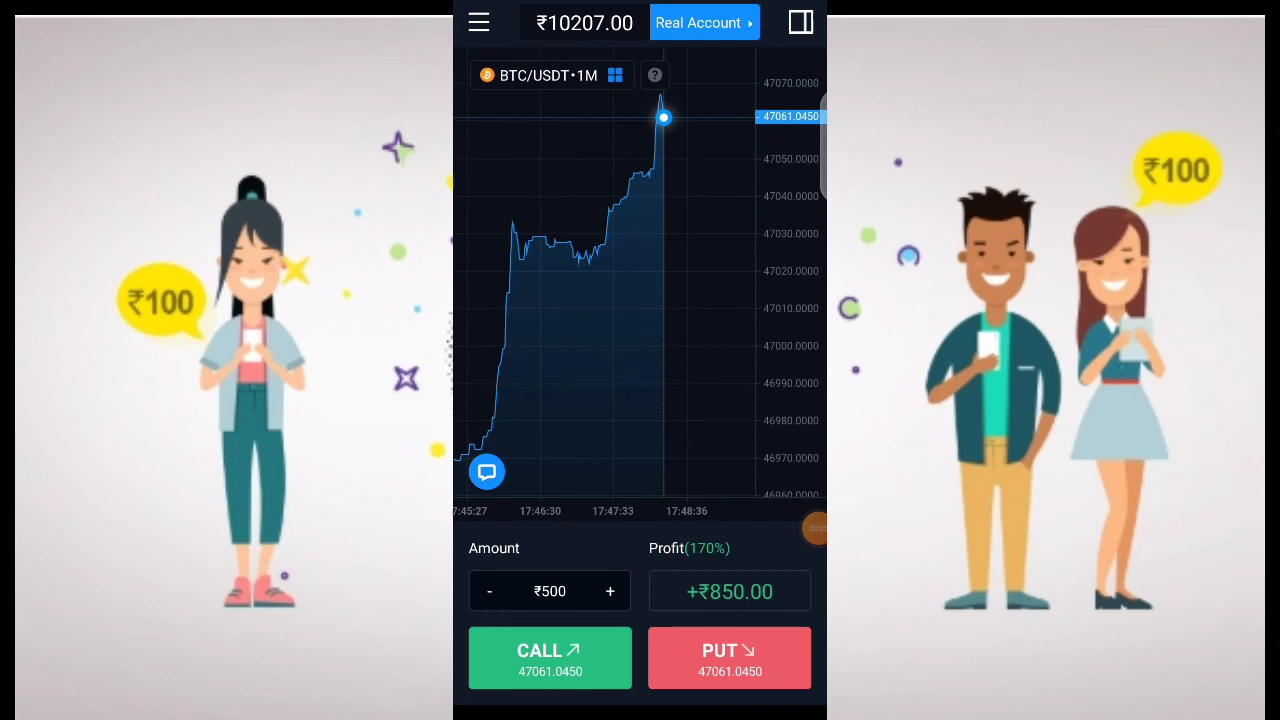 ₹10207.00 Real Account
BTC/USDT•1M ?
47070.0000
47061.0450
47050.0000
47040.0000
47030.0000
47020.0000
47010.0000
47000.0000
46990.0000
46980.0000
46970.0000
46960.0000
7:45:27 17:46:30 17:47:33 17:48:36
Amount Profit(170%)
- ₹500 + +₹850.00
CALL PUT
47061.0450 47061.0450
₹100
₹100